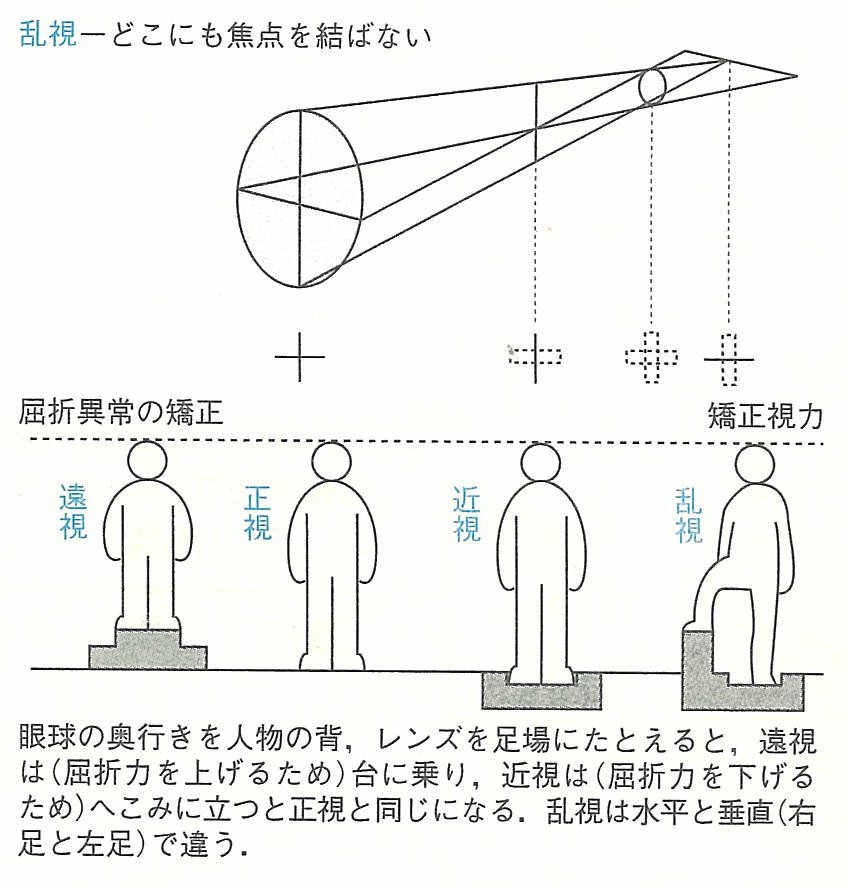 乱視ーどこにも焦点を結ばない
屈折異常の矯正
矯正視力
遠視
正視
近視
乱視
眼球の奥行きを人物の背，レンズを足場にたとえると，遠視
は（屈折力を上げるため）台に乗り，近視は（屈折力を下げる
ため）へこみに立つと正視と同じになる．乱視は水平と垂直（右
足と左足）で違う．